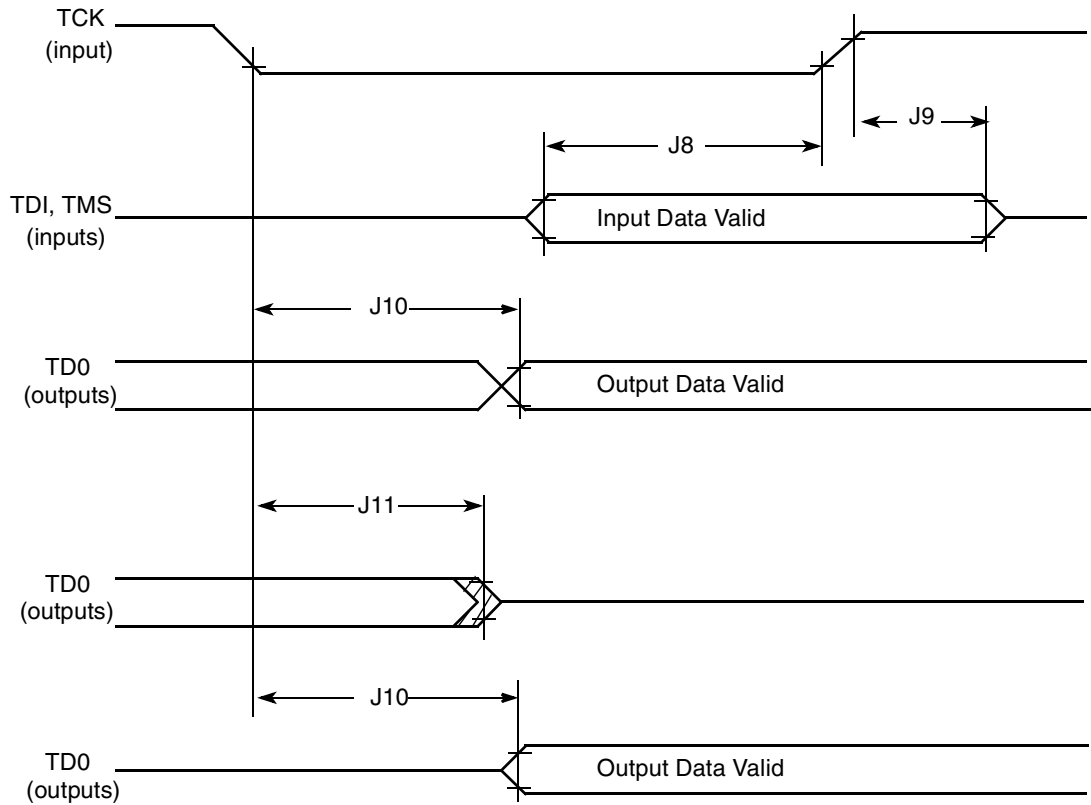 TCK
(input)
J9
J8
TDI, TMS
(inputs)
Input Data Valid
J10
TD0
(outputs)
Output Data Valid
J11
TD0
(outputs)
J10
TD0
(outputs)
Output Data Valid